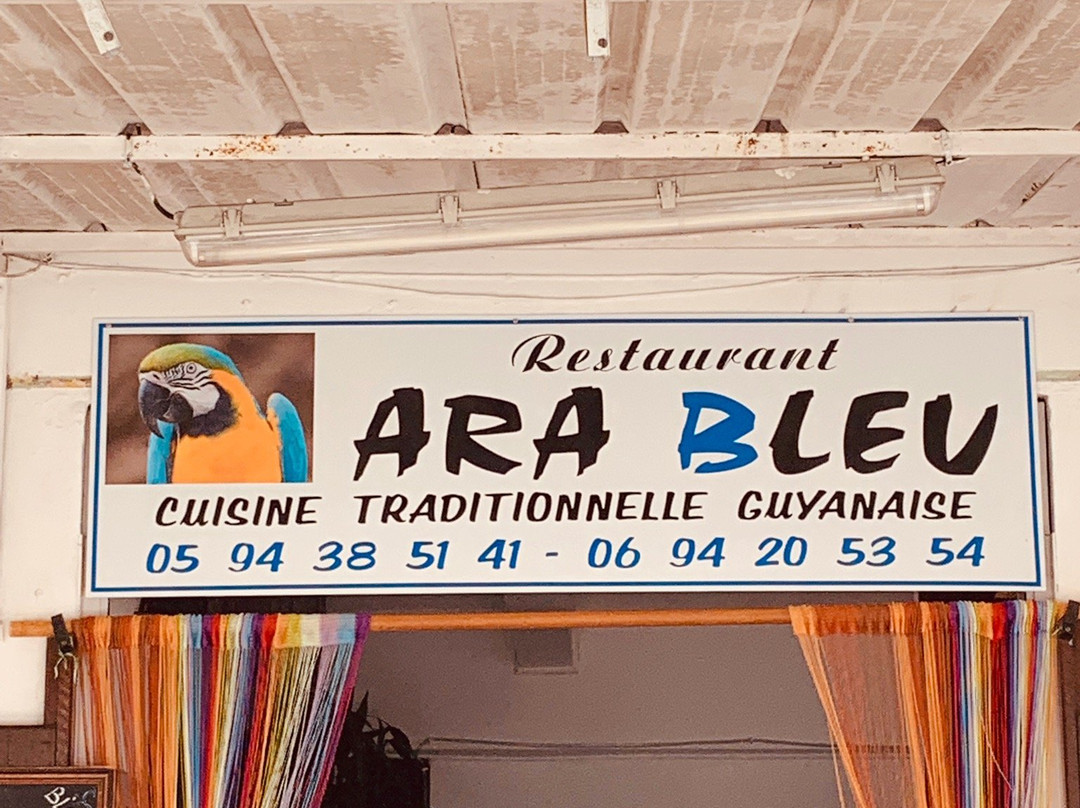 Restaurant
ARA BLEU
CUISINE TRADITIONNELLE GUYANAISE
05 94 38 51 41 - 06 94 20 53 54